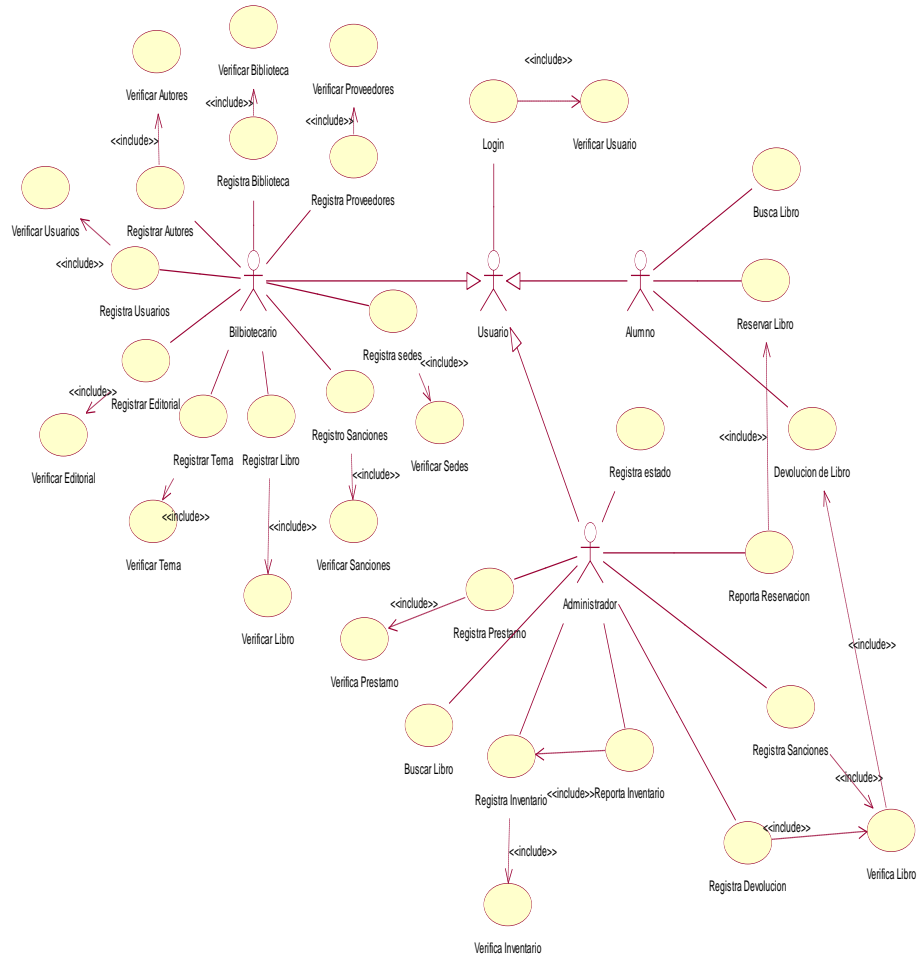 Verificar Biblioteca
Verificar Autores
Verificar Proveedores
<<include>>
<<include>>
<<include>>
<<include>>
Login
Verificar Usuario
Registra Biblioteca
Registra Proveedores
Busca Libro
Verificar Usuarios
Registrar Autores
<<include>>
Registra Usuarios
Bilbiotecario
Usuario
Alumno
Reservar Libro
Registra sedes
<<include>>
<<include>>
Registrar Editorial
Verificar Editorial
Registrar Tema
Registrar Libro
Registro Sanciones
Verificar Sedes
<<include>>
Registra estado
Devolucion de Libro
<<include>>
<<include>>
<<include>>
Verificar Tema
Verificar Sanciones
Verificar Libro
Administrador
Reporta Reservacion
<<include>>
Registra Prestamo
Verifica Prestamo
<<include>>
Buscar Libro
Registra Sanciones
<<include>>
Registra Inventario
<<include>>
Reporta Inventario
<<include>>
<<include>>
Registra Devolucion
Verifica Libro
Verifica Inventario